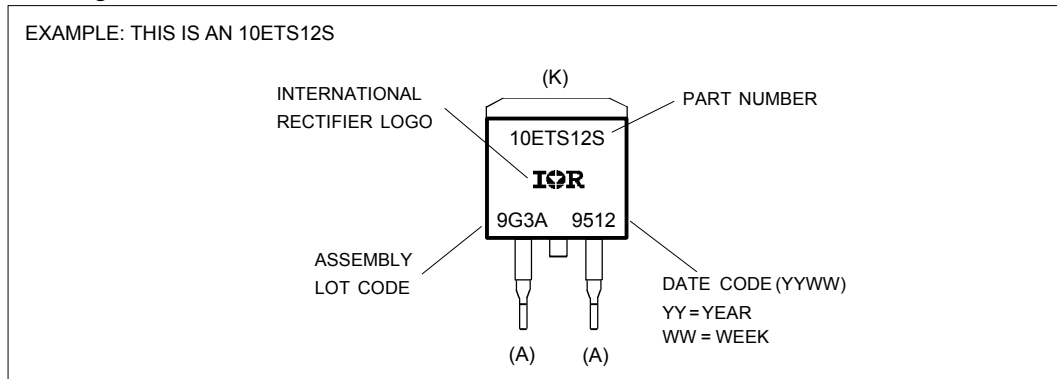 EXAMPLE: THIS IS AN 10ETS12S
(K)
INTERNATIONAL
RECTIFIER LOGO
PART NUMBER
10ETS12S
IOR
9G3A 9512
ASSEMBLY
LOT CODE
DATE CODE (YYWW)
YY = YEAR
WW = WEEK
(A) (A)